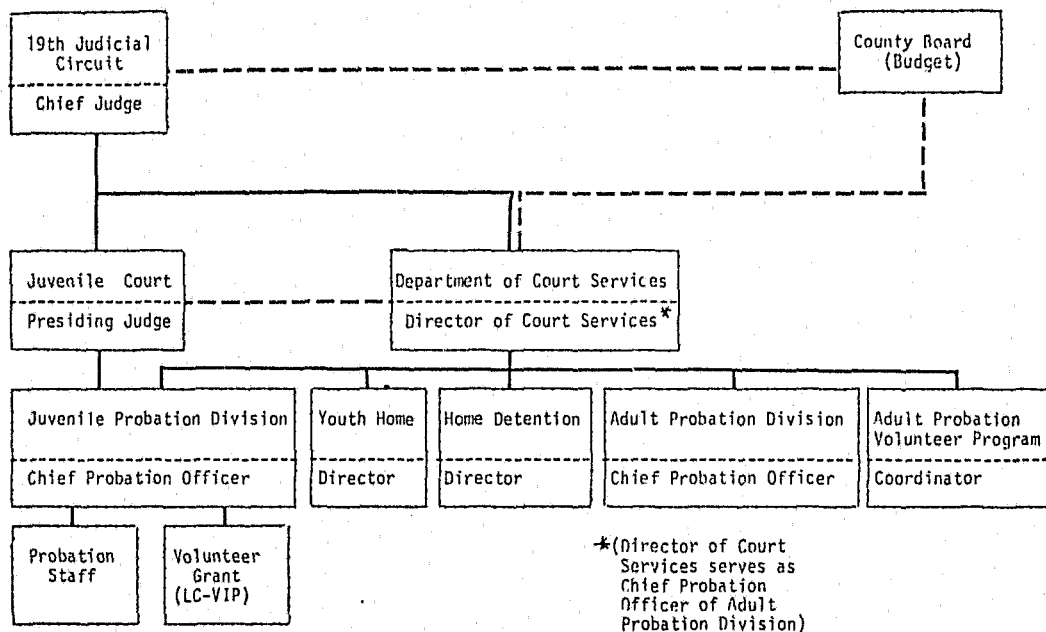 19th Judicial
Circuit
Chief Judge
County Board
(Budget)
Juvenile Court
Presiding Judge
Department of Court Services
Director of Court Services*
Juvenile Probation Division
Chief Probation Officer
Youth Home
Director
Home Detention
Director
Adult Probation Division
Chief Probation Officer
Adult Probation
Volunteer Program
Coordinator
Probation
Staff
Volunteer
Grant
(LC-VIP)
*(Director of Court
Services serves as
Chief Probation
Officer of Adult
Probation Division)